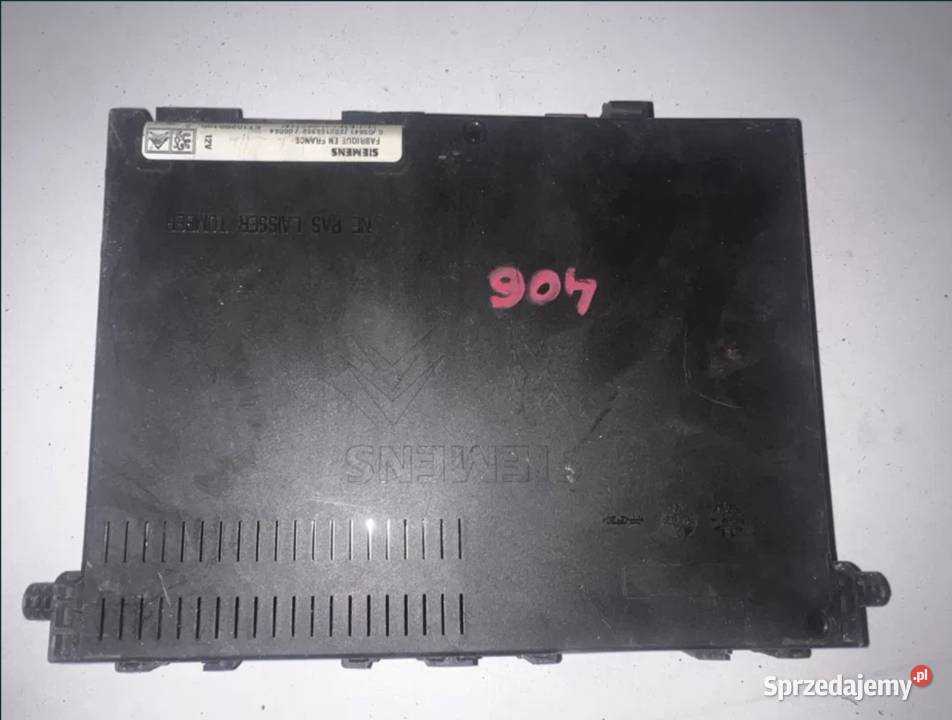 SIEMENS
FABRIQUE EN FRANCE
12V
NE PAS LAISSER TOMBER
406
SIEMENS
Sprzedajemy.pl